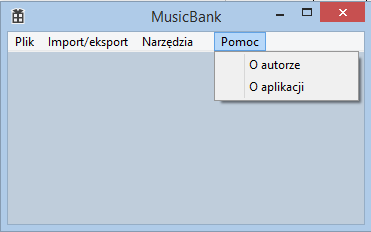 MusicBank
Plik Import/eksport Narzędzia Pomoc
O autorze
O aplikacji